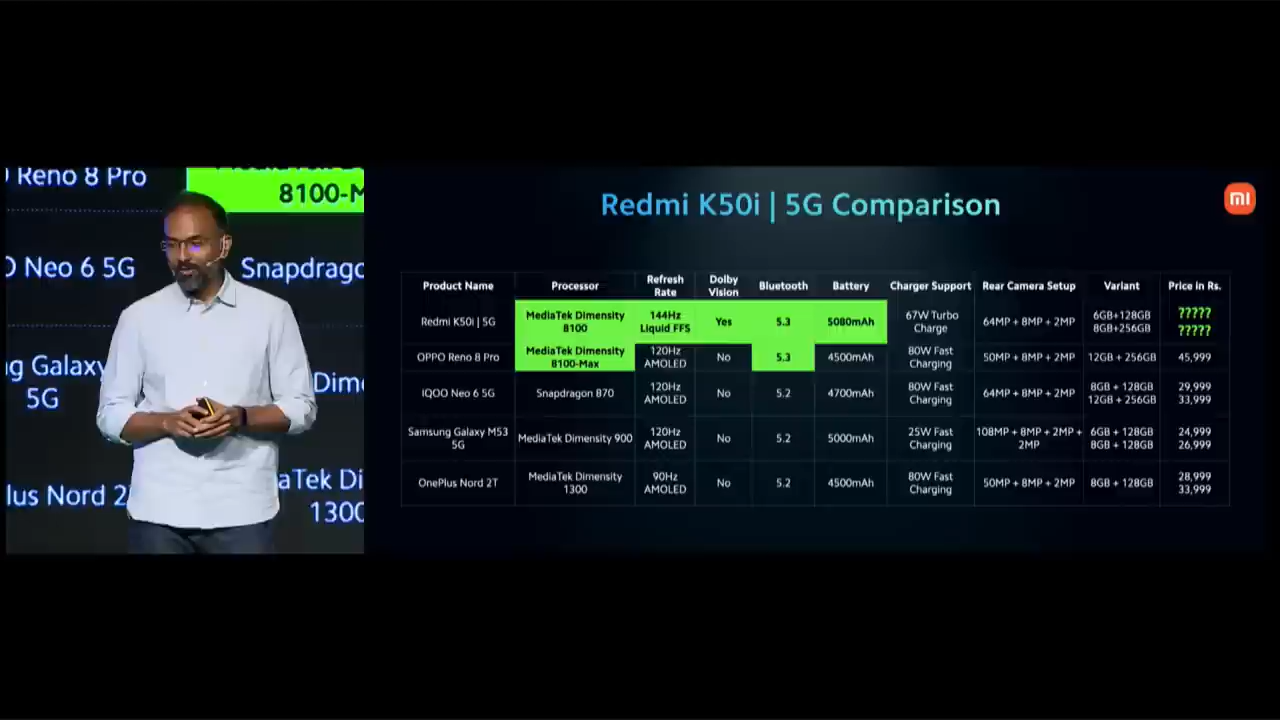 Reno 8 Pro
8100-M
Neo 6 5G
Snapdrago
Galaxy
5G
Dime
lus Nord 2
aTek Di
1300
Redmi K50i | 5G Comparison
mi
Product Name Processor Refresh Rate Dolby Vision Bluetooth Battery Charger Support Rear Camera Setup Variant Price in Rs.
Redmi K50i | 5G MediaTek Dimensity 8100 144Hz Liquid FFS Yes 5.3 5080mAh 67W Turbo Charge 64MP + 8MP + 2MP 6GB+128GB 8GB+256GB ????? ?????
OPPO Reno 8 Pro MediaTek Dimensity 8100-Max 120Hz AMOLED No 5.3 4500mAh 80W Fast Charging 50MP + 8MP + 2MP 12GB + 256GB 45,999
IQOO Neo 6 5G Snapdragon 870 120Hz AMOLED No 5.2 4700mAh 80W Fast Charging 64MP + 8MP + 2MP 8GB + 128GB 12GB + 256GB 29,999 33,999
Samsung Galaxy M53 5G MediaTek Dimensity 900 120Hz AMOLED No 5.2 5000mAh 25W Fast Charging 108MP + 8MP + 2MP + 2MP 6GB + 128GB 8GB + 128GB 24,999 26,999
OnePlus Nord 2T MediaTek Dimensity 1300 90Hz AMOLED No 5.2 4500mAh 80W Fast Charging 50MP + 8MP + 2MP 8GB + 128GB 28,999 33,999